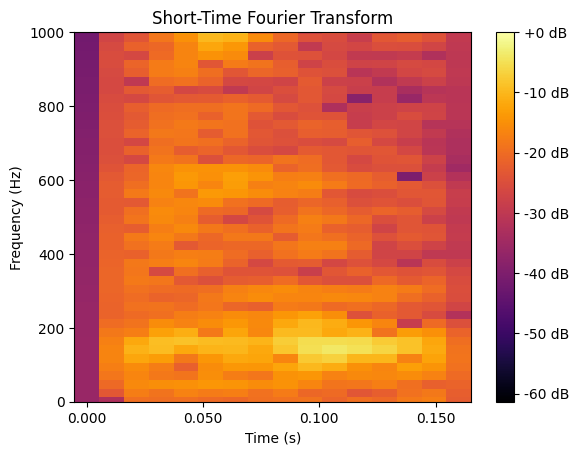 Short-Time Fourier Transform
1000
800
600
400
200
0
Frequency (Hz)
0.000
0.050
0.100
0.150
Time (s)
+0 dB
-10 dB
-20 dB
-30 dB
-40 dB
-50 dB
-60 dB